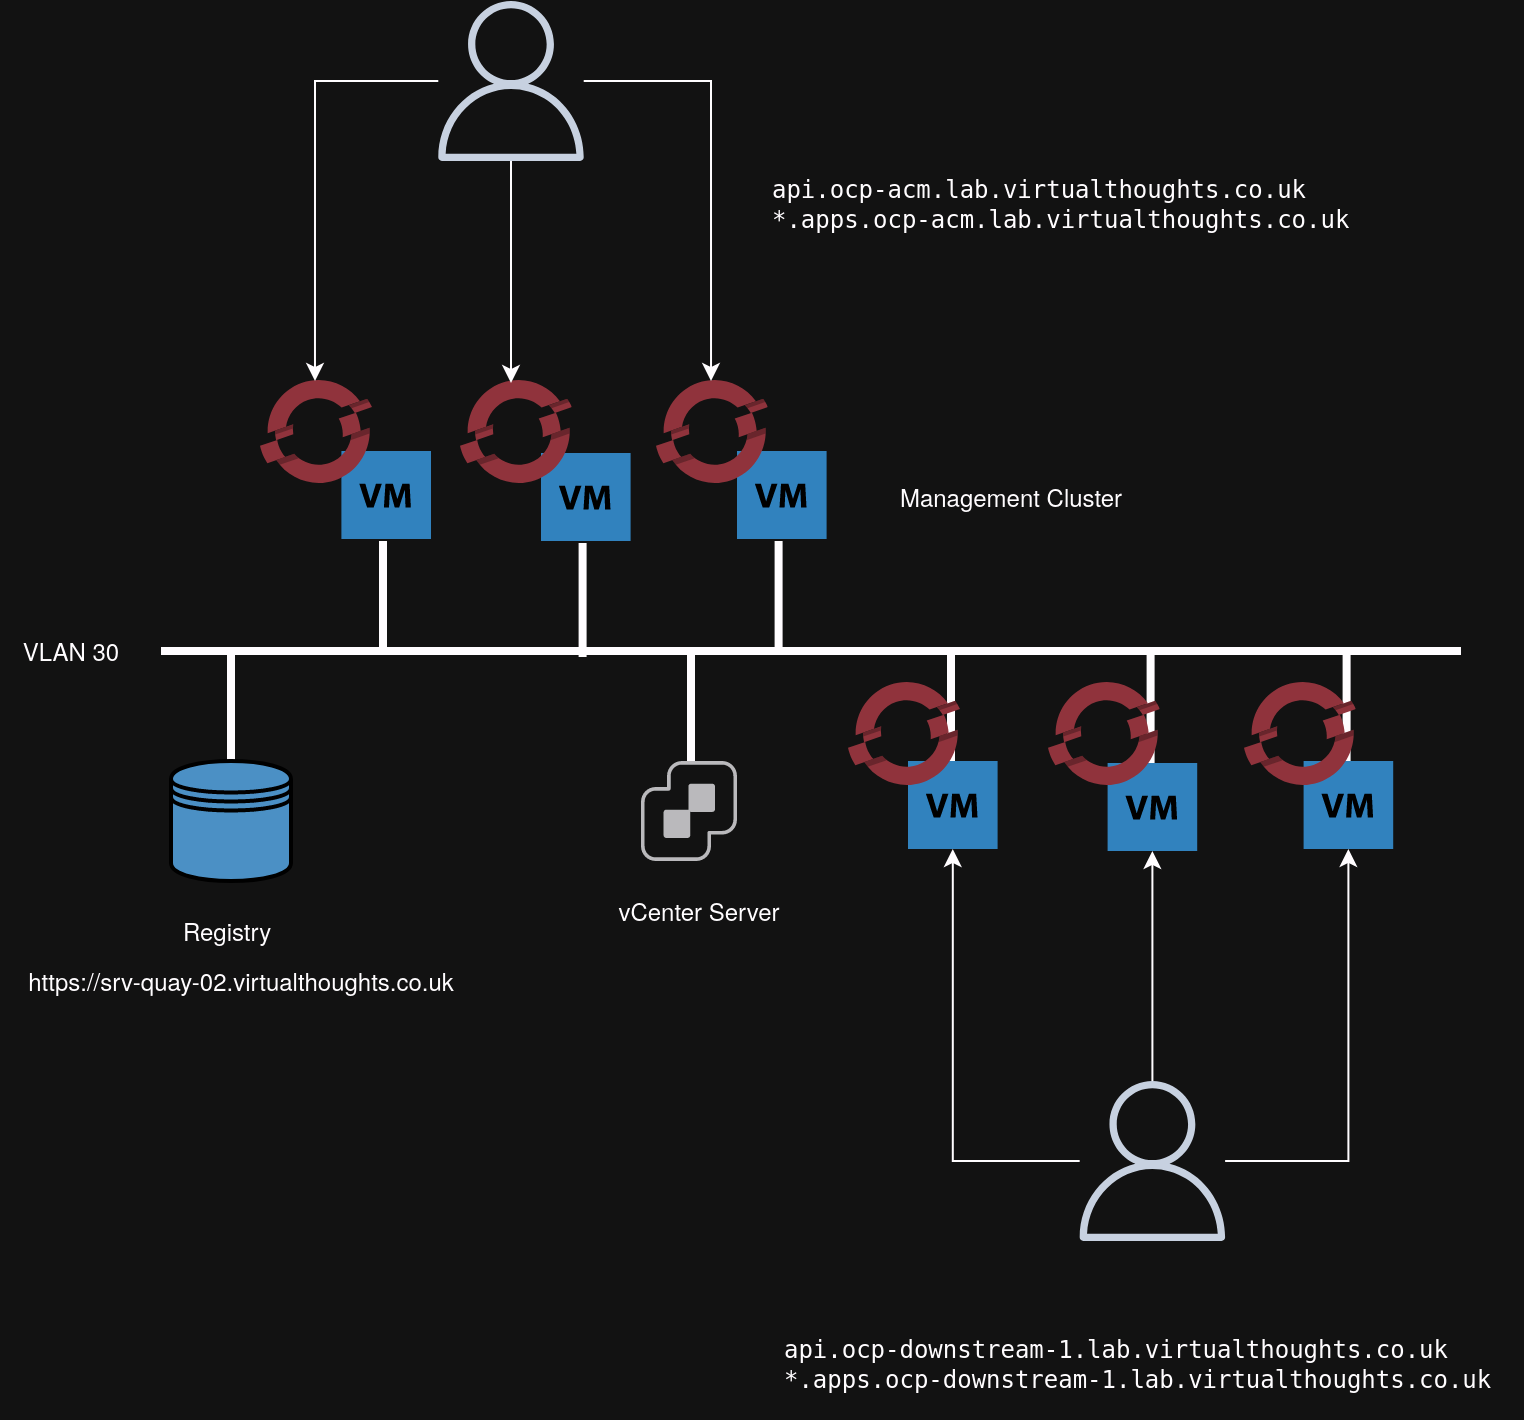 api.ocp-acm.lab.virtualthoughts.co.uk
*.apps.ocp-acm.lab.virtualthoughts.co.uk
VM
VM
VM
Management Cluster
VLAN 30
VM
VM
VM
vCenter Server
Registry
https://srv-quay-02.virtualthoughts.co.uk
api.ocp-downstream-1.lab.virtualthoughts.co.uk
*.apps.ocp-downstream-1.lab.virtualthoughts.co.uk